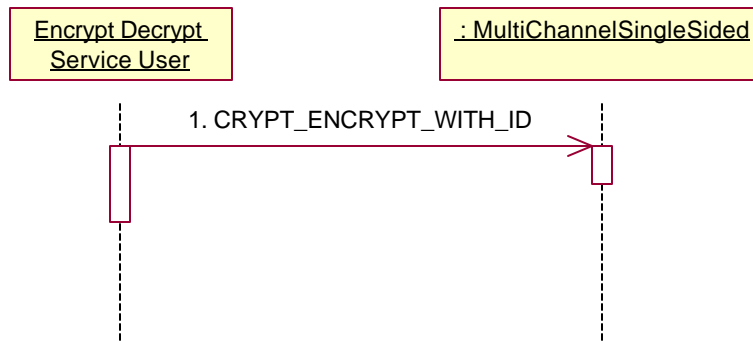 Encrypt Decrypt
Service User
: MultiChannelSingleSided
1. CRYPT_ENCRYPT_WITH_ID